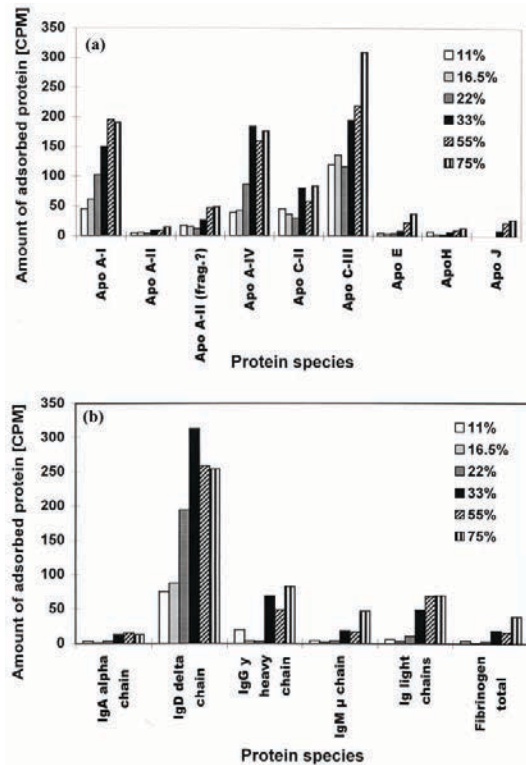 (a)
Amount of adsorbed protein [CPM]
350
300
250
200
150
100
50
0
11%
16.5%
22%
33%
55%
75%
Apo A-I
Apo A-II
Apo A-II (frag.?)
Apo A-IV
Apo C-II
Apo C-III
Apo E
ApoH
Apo J
Protein species
(b)
Amount of adsorbed protein [CPM]
350
300
250
200
150
100
50
0
11%
16.5%
22%
33%
55%
75%
IgA alpha
chain
IgD delta
chain
IgG y
heavy
chain
IgM µ chain
Ig light
chains
Fibrinogen
total
Protein species